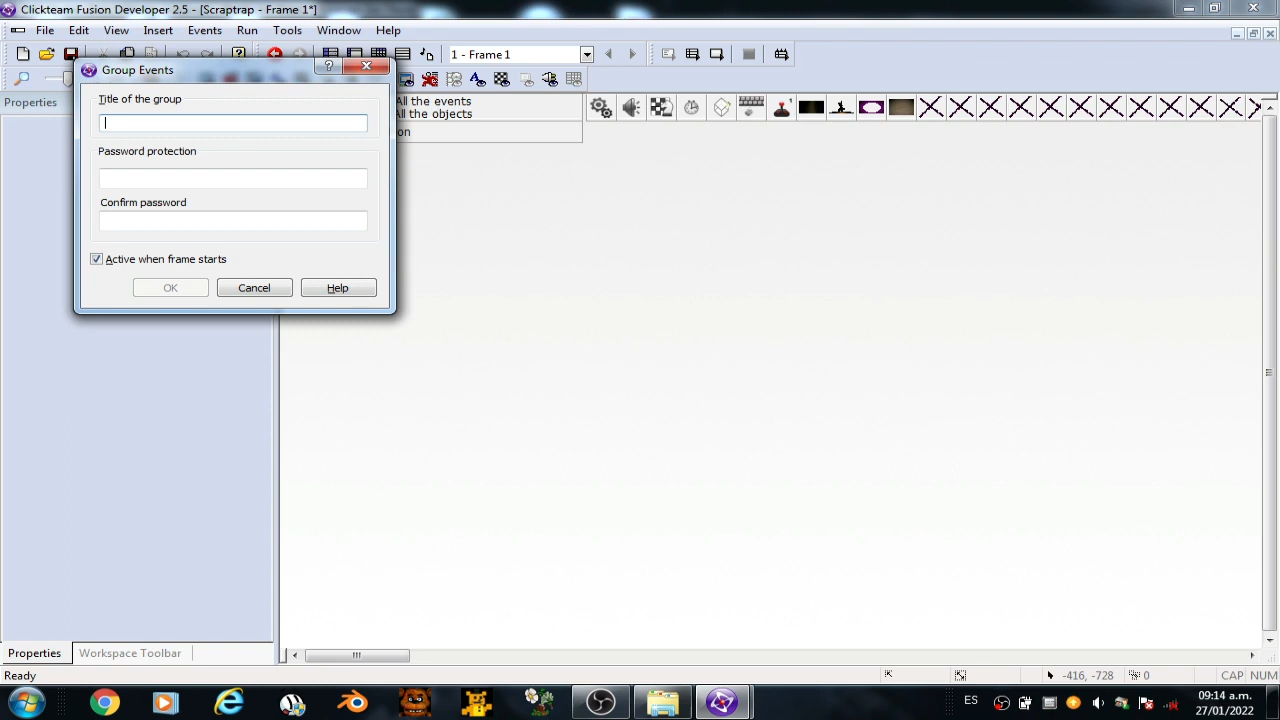 Clickteam Fusion Developer 2.5 - [Scraptrap - Frame 1*]
File Edit View Insert Events Run Tools Window Help
1 - Frame 1
Group Events
Properties
Title of the group
All the events
All the objects
on
Password protection
Confirm password
Active when frame starts
OK Cancel Help
Properties Workspace Toolbar
Ready -416, -728 0 CAP NUM
ES
09:14 a.m.
27/01/2022